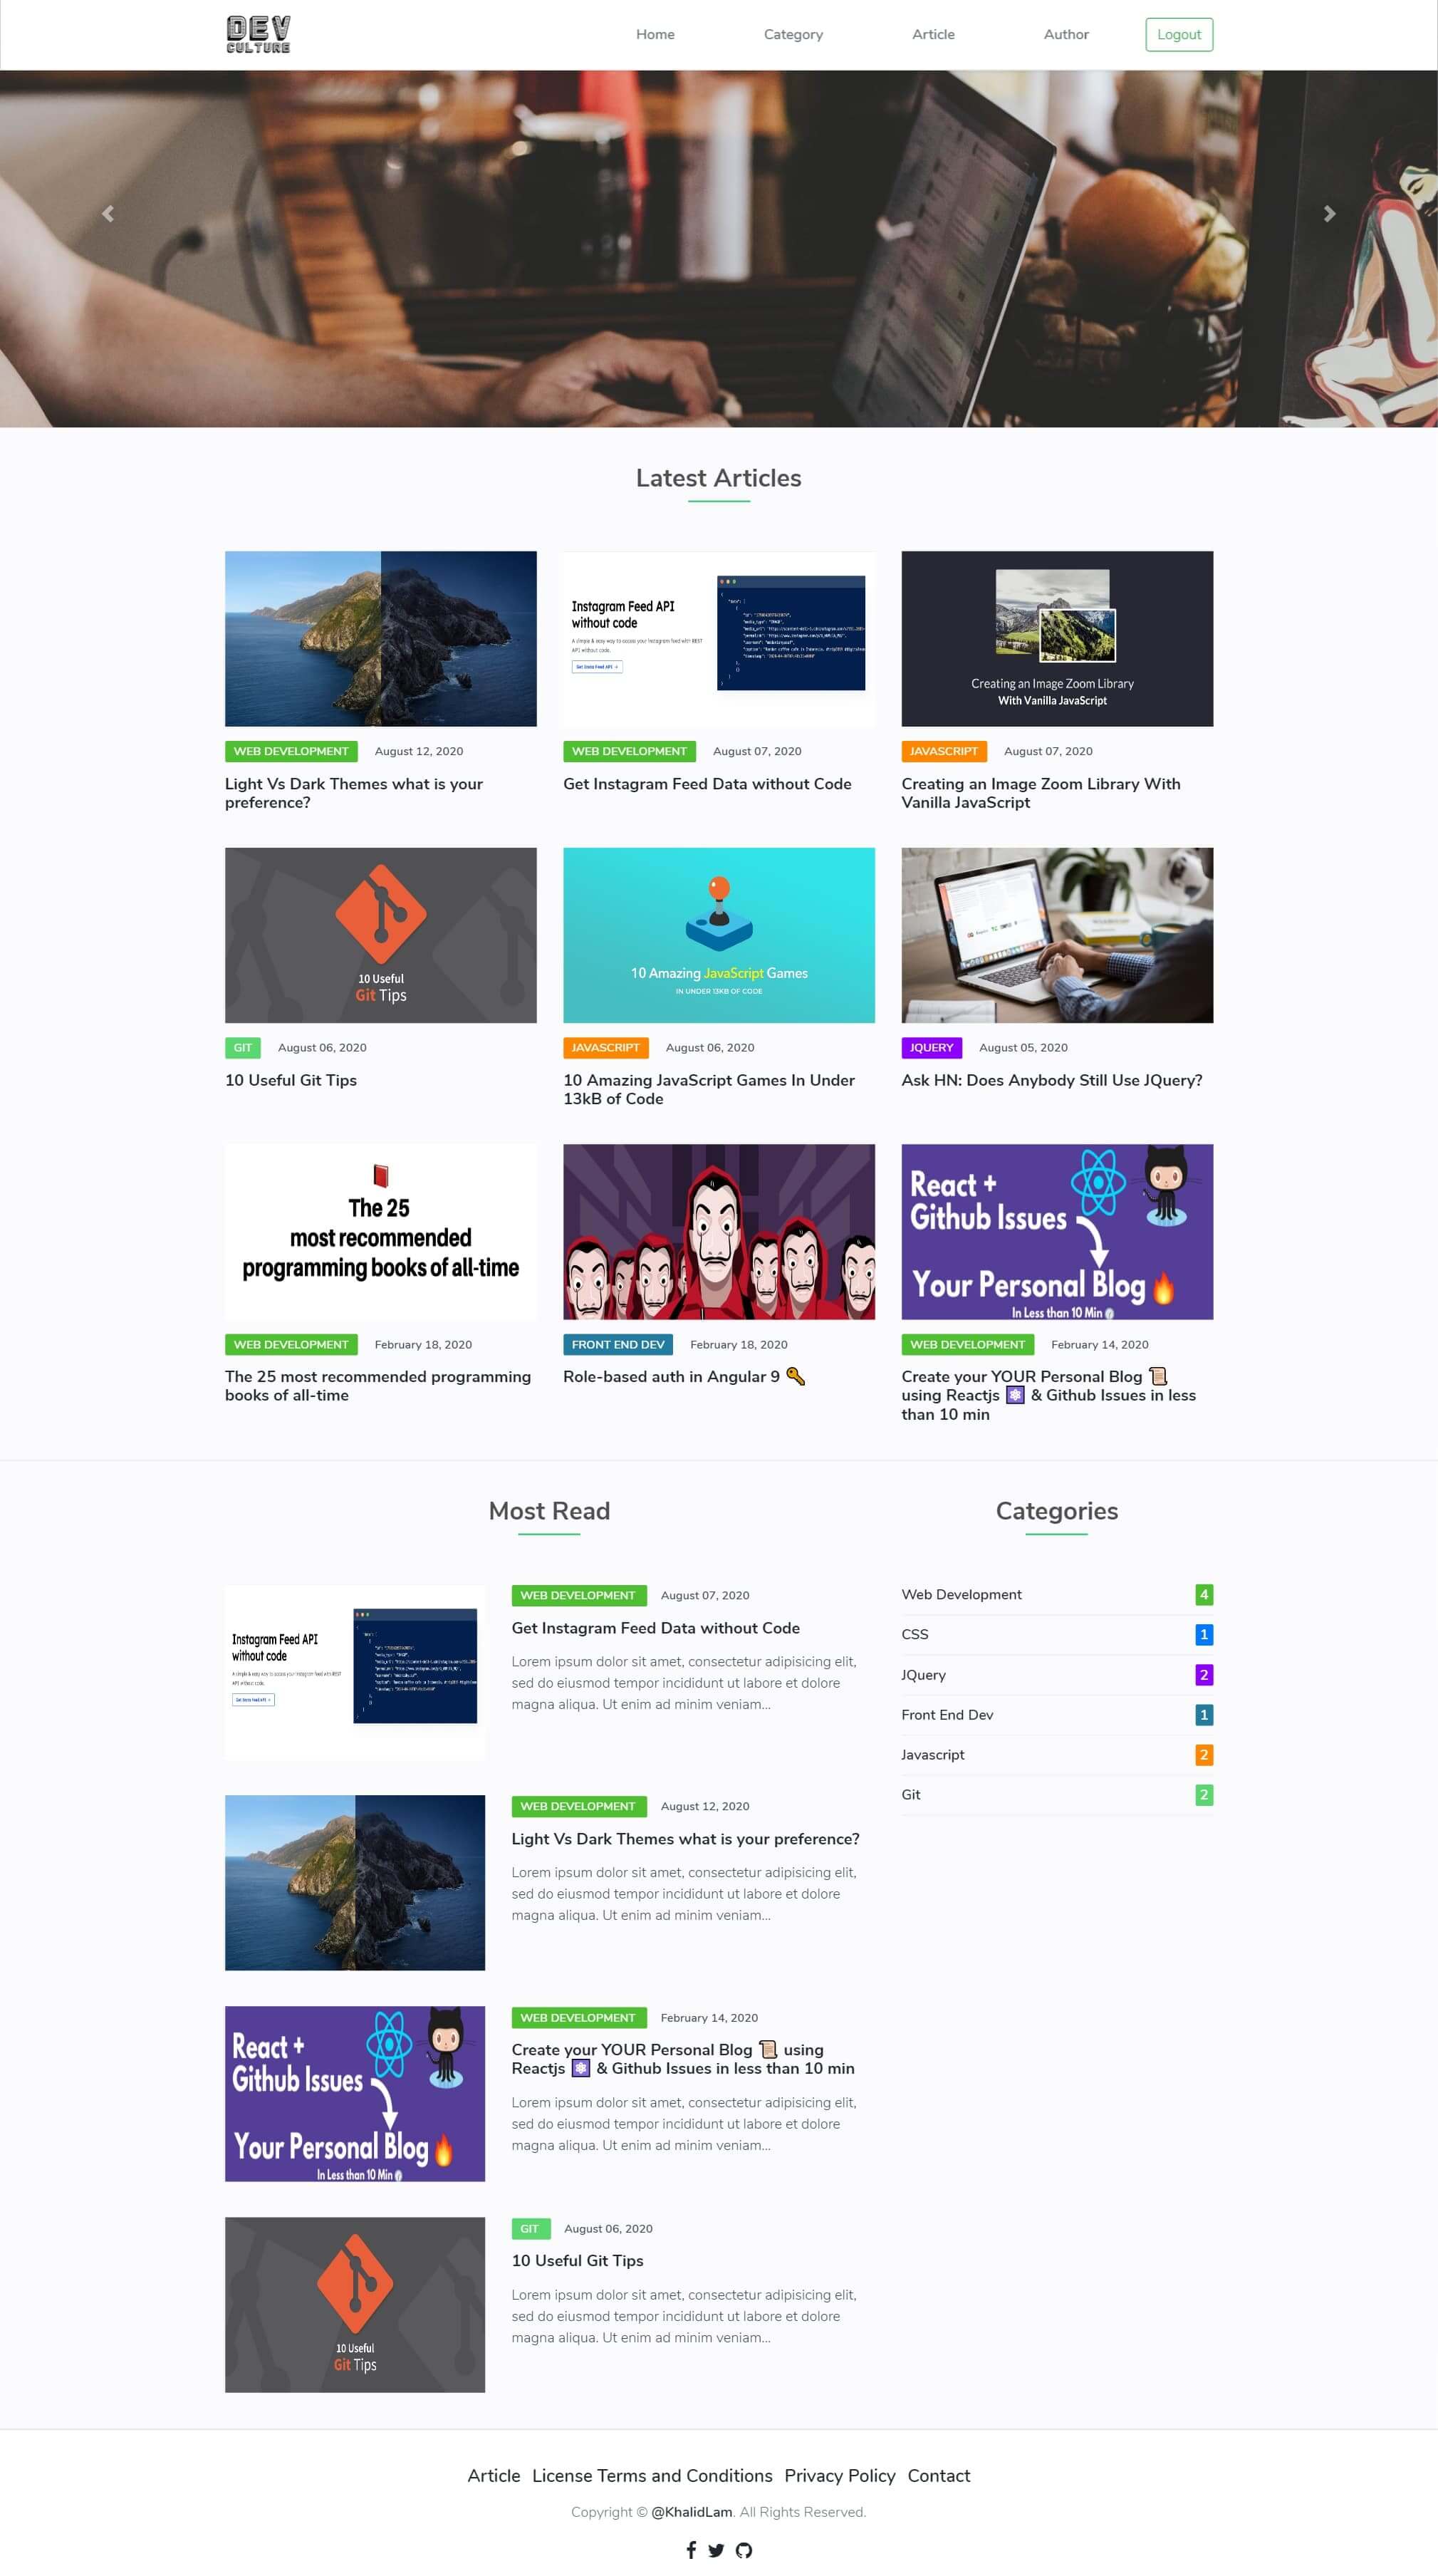 DEV
CULTURE
Home Category Article Author Logout
Latest Articles
Instagram Feed API
without code
A simple & easy way to access your Instagram feed with REST
API without code.
Creating an Image Zoom Library
With Vanilla JavaScript
WEB DEVELOPMENT August 12, 2020
Light Vs Dark Themes what is your
preference?
WEB DEVELOPMENT August 07, 2020
Get Instagram Feed Data without Code
JAVASCRIPT August 07, 2020
Creating an Image Zoom Library With
Vanilla JavaScript
10 Useful
Git Tips
10 Amazing JavaScript Games
IN UNDER 13KB OF CODE
GIT August 06, 2020
10 Useful Git Tips
JAVASCRIPT August 06, 2020
10 Amazing JavaScript Games In Under
13kB of Code
JQUERY August 05, 2020
Ask HN: Does Anybody Still Use JQuery?
The 25
most recommended
programming books of all-time
React +
Github Issues
Your Personal Blog
In Less than 10 Min
WEB DEVELOPMENT February 18, 2020
The 25 most recommended programming
books of all-time
FRONT END DEV February 18, 2020
Role-based auth in Angular 9 🔑
WEB DEVELOPMENT February 14, 2020
Create your YOUR Personal Blog 📜
using Reactjs ⚛ & Github Issues in less
than 10 min
Most Read
Instagram Feed API
without code
WEB DEVELOPMENT August 07, 2020
Get Instagram Feed Data without Code
Lorem ipsum dolor sit amet, consectetur adipisicing elit,
sed do eiusmod tempor incididunt ut labore et dolore
magna aliqua. Ut enim ad minim veniam...
WEB DEVELOPMENT August 12, 2020
Light Vs Dark Themes what is your preference?
Lorem ipsum dolor sit amet, consectetur adipisicing elit,
sed do eiusmod tempor incididunt ut labore et dolore
magna aliqua. Ut enim ad minim veniam...
React +
Github Issues
Your Personal Blog
In Less than 10 Min
WEB DEVELOPMENT February 14, 2020
Create your YOUR Personal Blog 📜 using
Reactjs ⚛ & Github Issues in less than 10 min
Lorem ipsum dolor sit amet, consectetur adipisicing elit,
sed do eiusmod tempor incididunt ut labore et dolore
magna aliqua. Ut enim ad minim veniam...
10 Useful
Git Tips
GIT August 06, 2020
10 Useful Git Tips
Lorem ipsum dolor sit amet, consectetur adipisicing elit,
sed do eiusmod tempor incididunt ut labore et dolore
magna aliqua. Ut enim ad minim veniam...
Categories
Web Development 4
CSS 1
JQuery 2
Front End Dev 1
Javascript 2
Git 2
Article License Terms and Conditions Privacy Policy Contact
Copyright © @KhalidLam. All Rights Reserved.